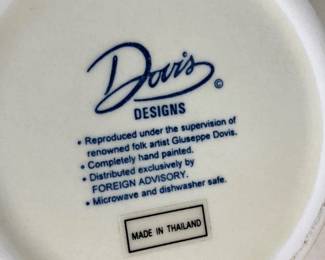 Dovis ©
DESIGNS
• Reproduced under the supervision of
renowned folk artist Giuseppe Dovis.
• Completely hand painted.
• Distributed exclusively by
FOREIGN ADVISORY.
• Microwave and dishwasher safe.
MADE IN THAILAND